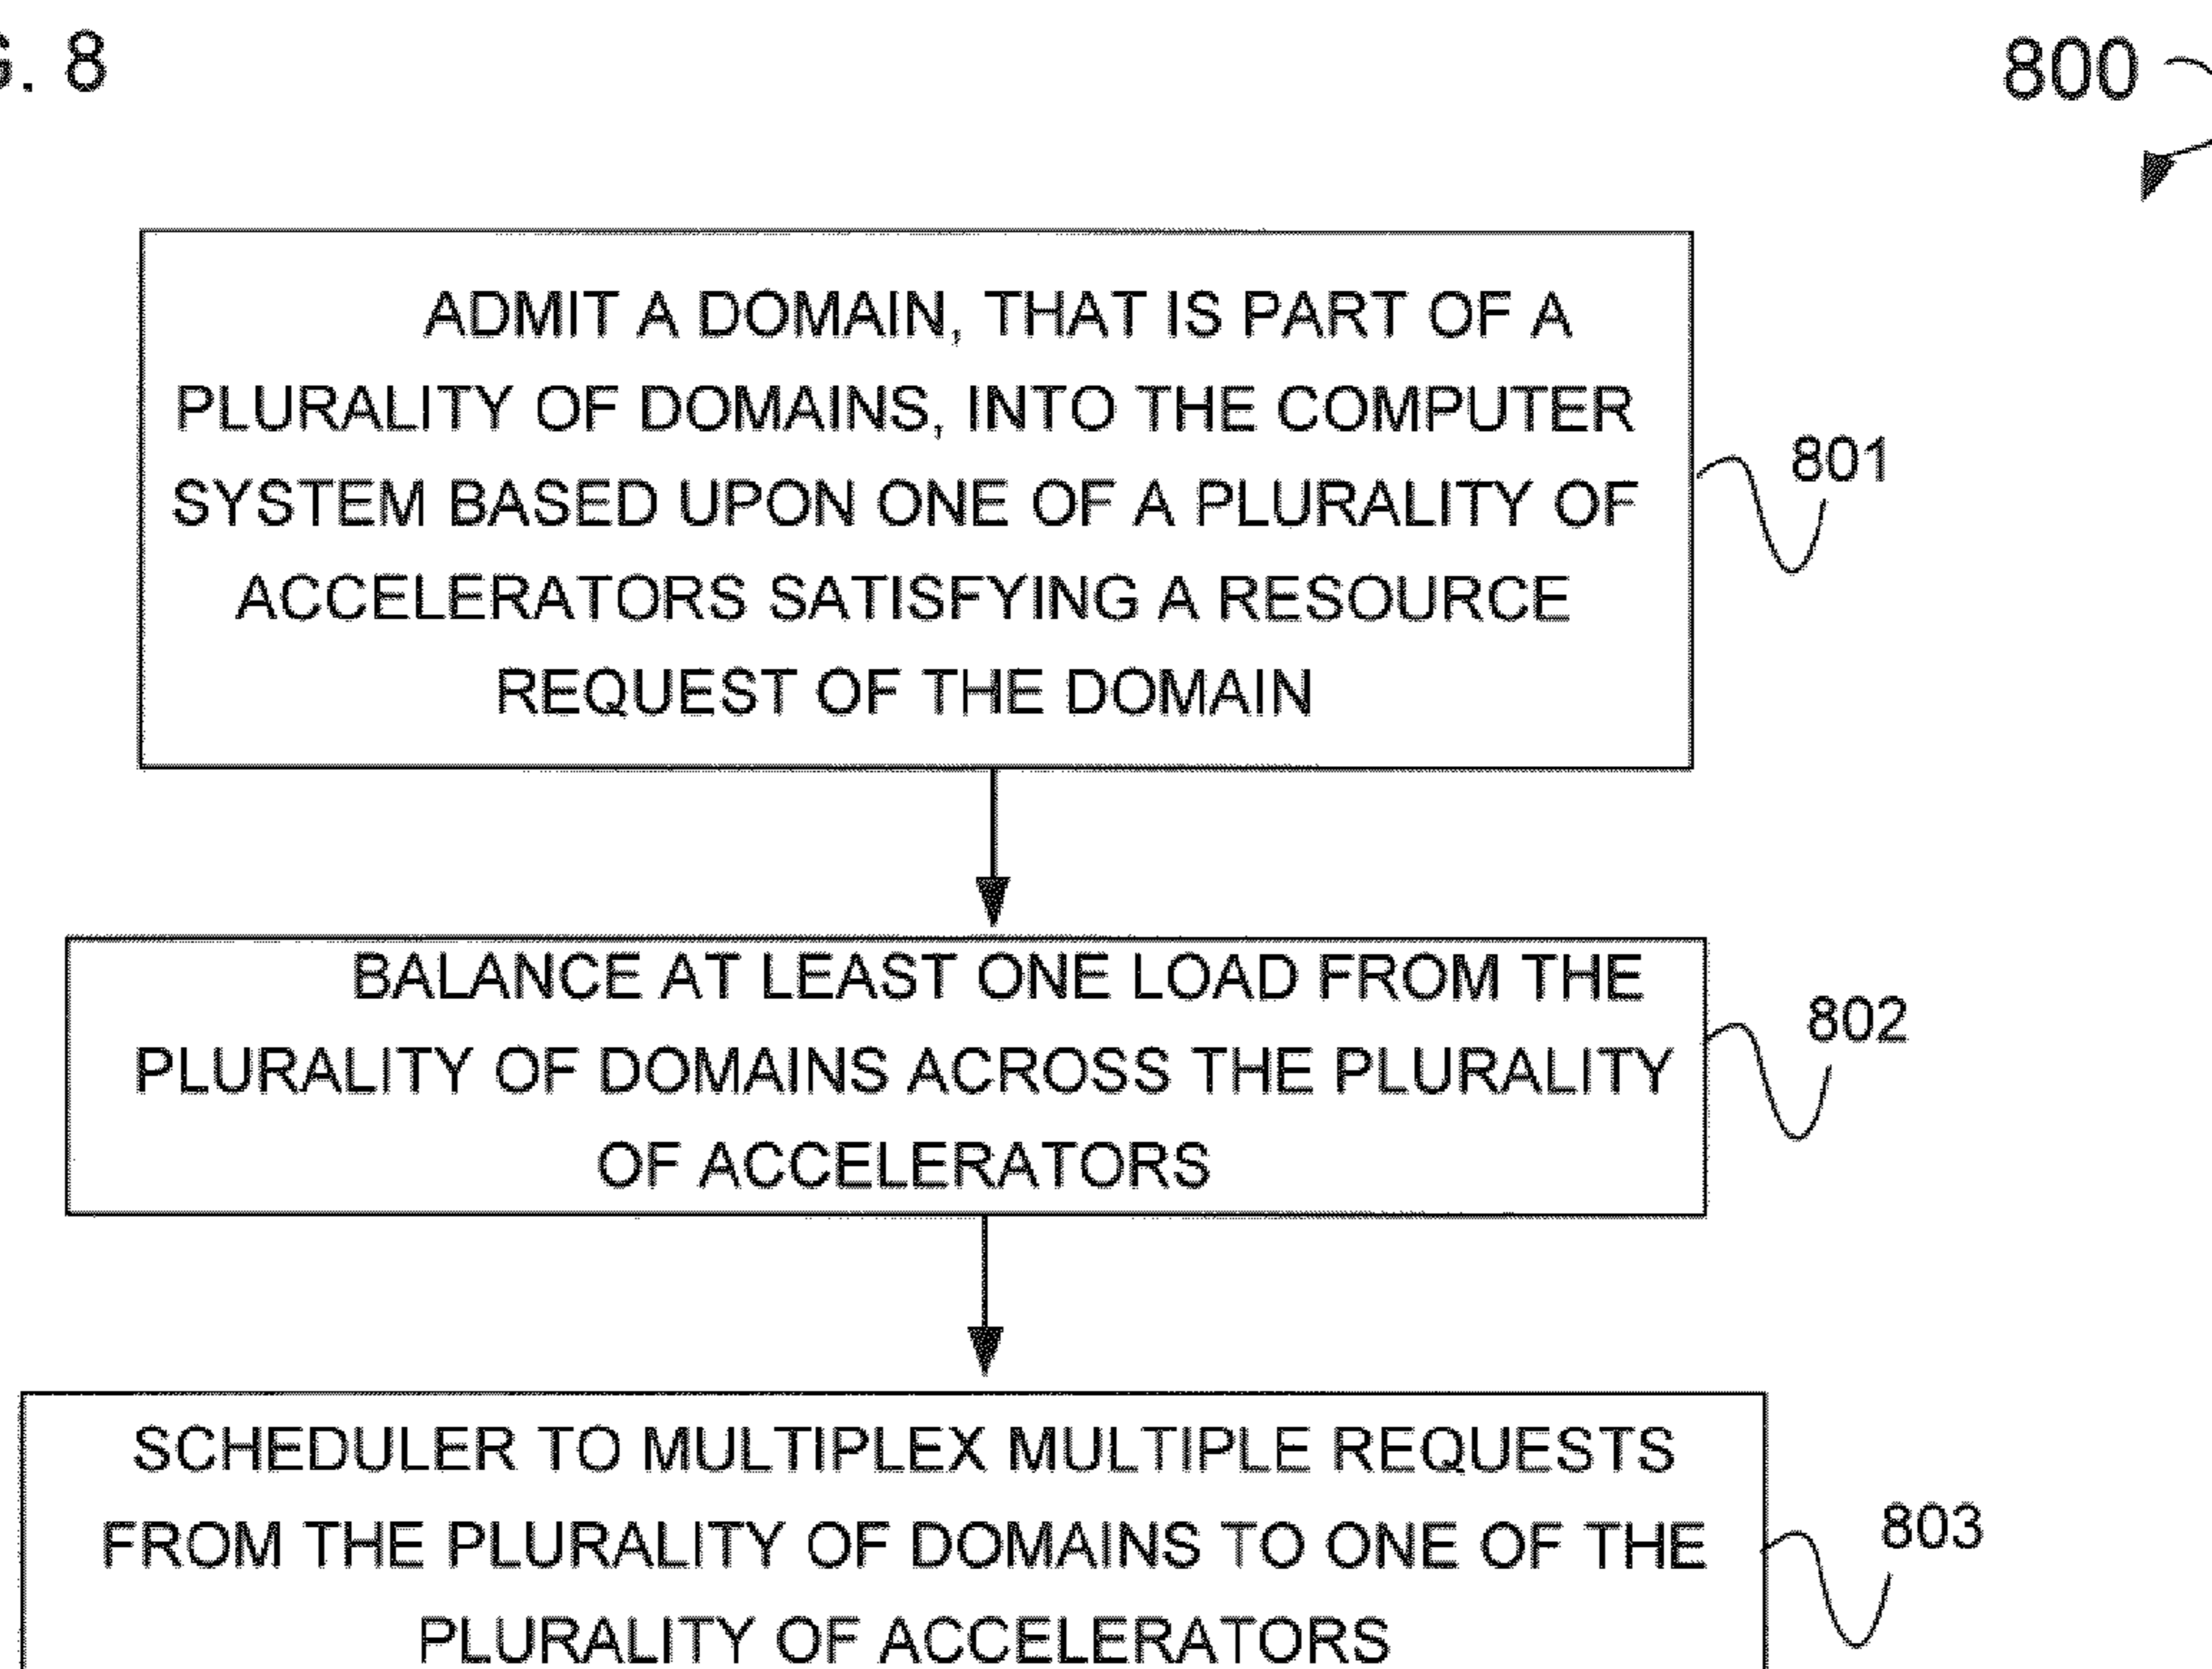 G. 8
800
ADMIT A DOMAIN, THAT IS PART OF A
PLURALITY OF DOMAINS, INTO THE COMPUTER
SYSTEM BASED UPON ONE OF A PLURALITY OF
ACCELERATORS SATISFYING A RESOURCE
REQUEST OF THE DOMAIN
801
BALANCE AT LEAST ONE LOAD FROM THE
PLURALITY OF DOMAINS ACROSS THE PLURALITY
OF ACCELERATORS
802
SCHEDULER TO MULTIPLEX MULTIPLE REQUESTS
FROM THE PLURALITY OF DOMAINS TO ONE OF THE
PLURALITY OF ACCELERATORS
803